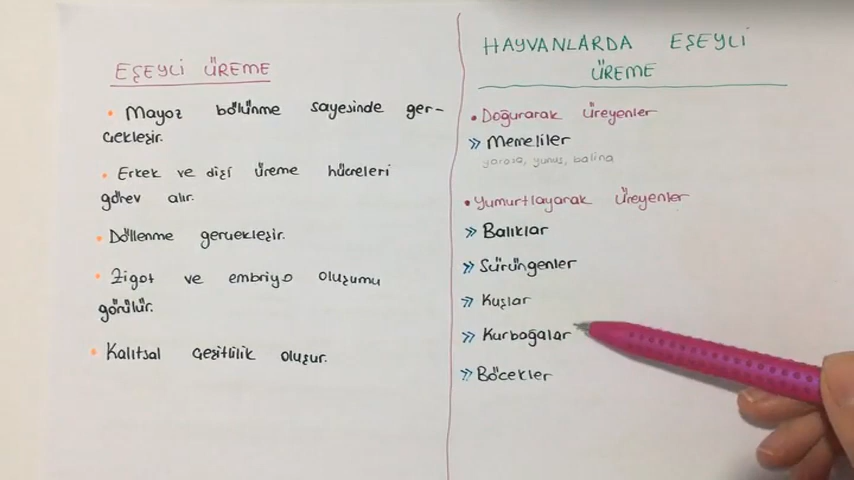 EŞEYLİ ÜREME
• Mayoz bölünme sayesinde ger-
çekleşir.
• Erkek ve dişi üreme hücreleri
görev alır.
• Döllenme gerçekleşir.
• Zigot ve embriyo oluşumu
görülür.
• Kalıtsal çeşitlilik oluşur.
HAYVANLARDA EŞEYLİ
ÜREME
• Doğurarak üreyenler
» Memeliler
yarasa, yunus, balina
• Yumurtlayarak üreyenler
» Balıklar
» Sürüngenler
» Kuşlar
» Kurbağalar
» Böcekler